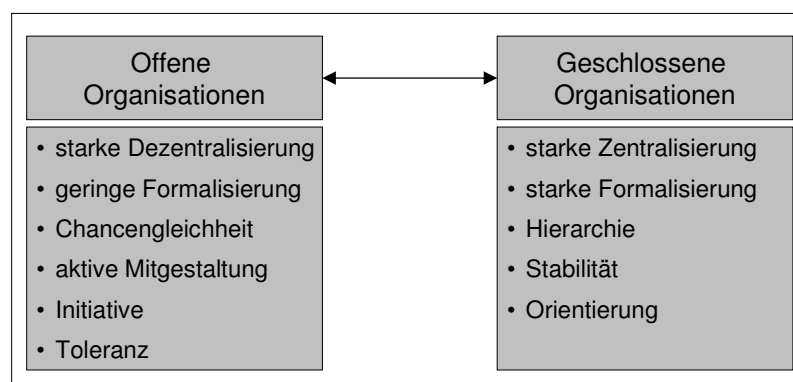 Offene
Organisationen
• starke Dezentralisierung
• geringe Formalisierung
• Chancengleichheit
• aktive Mitgestaltung
• Initiative
• Toleranz
Geschlossene
Organisationen
• starke Zentralisierung
• starke Formalisierung
• Hierarchie
• Stabilität
• Orientierung